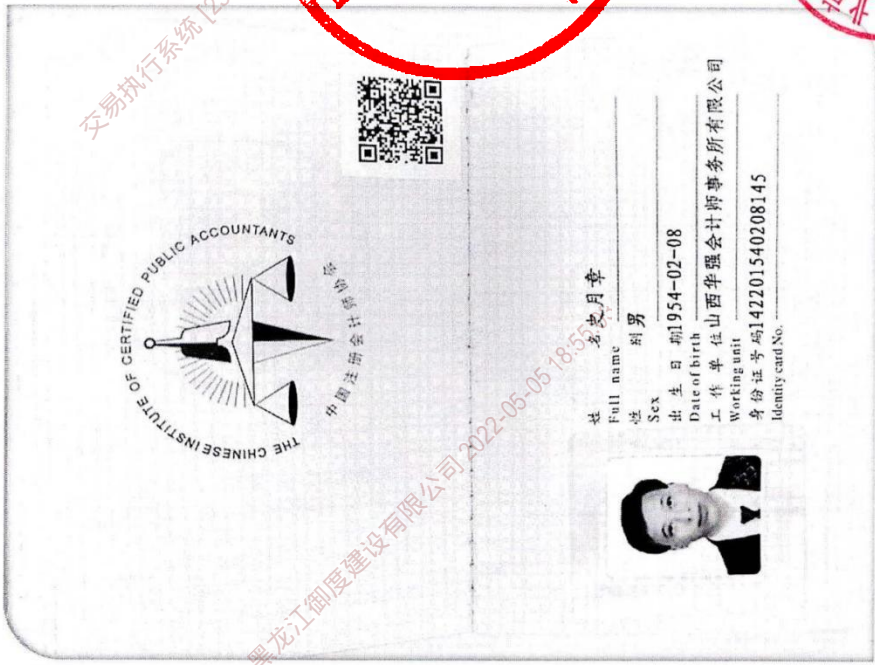 THE CHINESE INSTITUTE OF CERTIFIED PUBLIC ACCOUNTANTS
中国注册会计师协会
姓 名 史月章
Full name
性 别 男
Sex
出 生 日 期 1954-02-08
Date of birth
工 作 单 位 山西华强会计师事务所有限公司
Working unit
身份证号码 142201540208145
Identity card No.
交易执行系统
黑龙江御度建设有限公司 2022-05-05 18:55: